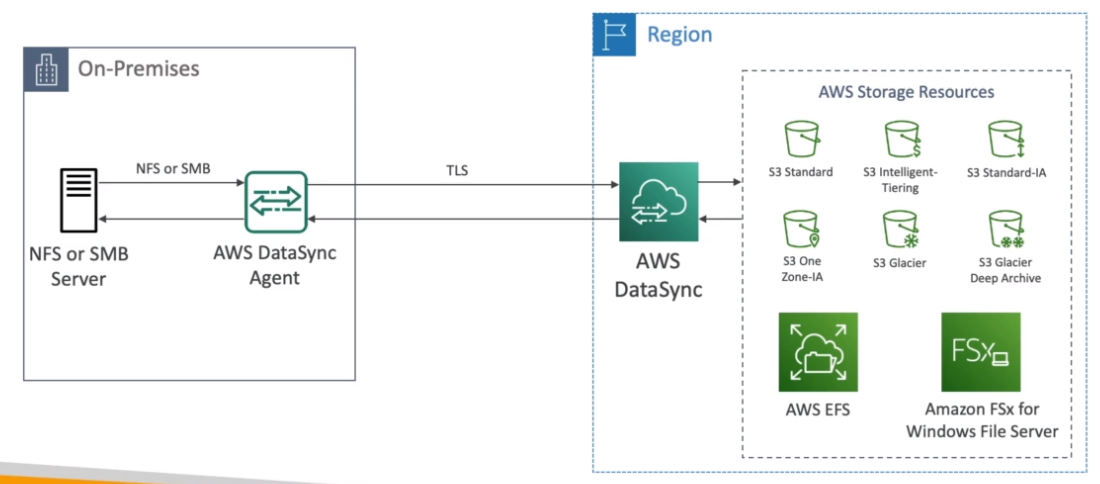 Region
On-Premises
AWS Storage Resources
NFS or SMB
TLS
S3 Standard
S3 Intelligent-
Tiering
S3 Standard-IA
NFS or SMB
Server
AWS DataSync
Agent
AWS
DataSync
S3 One
Zone-IA
S3 Glacier
S3 Glacier
Deep Archive
FSx
AWS EFS
Amazon FSx for
Windows File Server